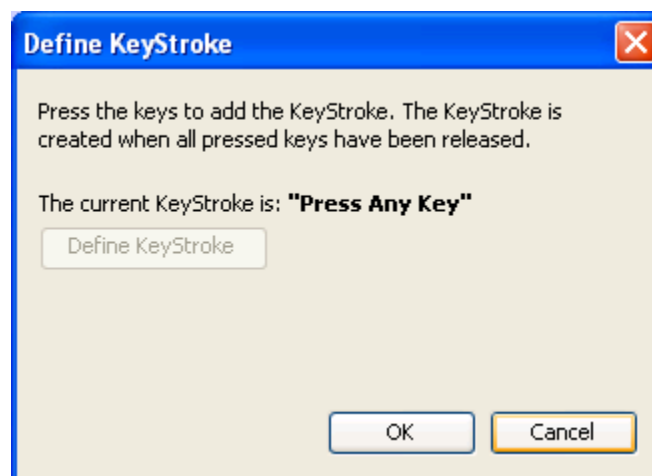 Define KeyStroke
Press the keys to add the KeyStroke. The KeyStroke is
created when all pressed keys have been released.
The current KeyStroke is: "Press Any Key"
Define KeyStroke
OK Cancel